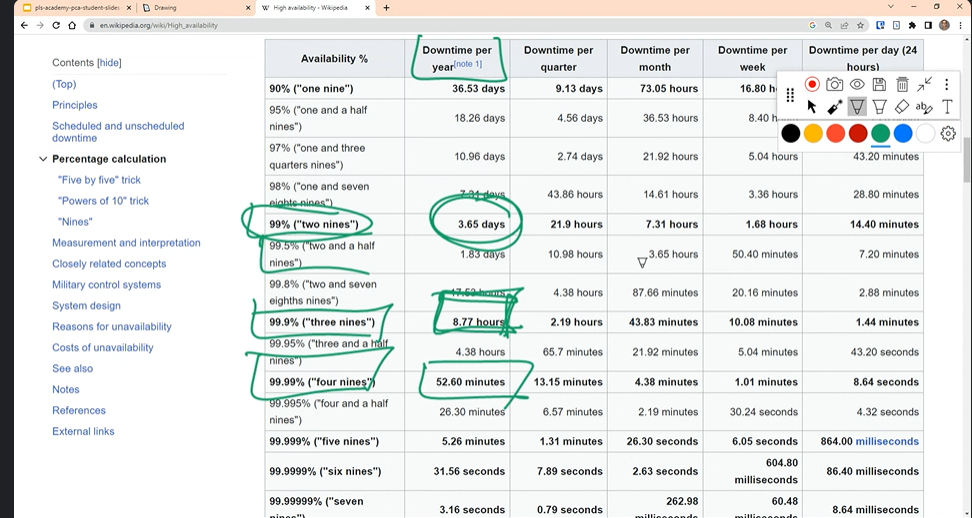 pls-academy-pca-student-slides
Drawing
High availability - Wikipedia
en.wikipedia.org/wiki/High_availability
Contents [hide]
(Top)
Principles
Scheduled and unscheduled
downtime
Percentage calculation
"Five by five" trick
"Powers of 10" trick
"Nines"
Measurement and interpretation
Closely related concepts
Military control systems
System design
Reasons for unavailability
Costs of unavailability
See also
Notes
References
External links
Availability % Downtime per year[note 1] Downtime per quarter Downtime per month Downtime per week Downtime per day (24 hours)
90% ("one nine") 36.53 days 9.13 days 73.05 hours 16.80
95% ("one and a half nines") 18.26 days 4.56 days 36.53 hours 8.40
97% ("one and three quarters nines") 10.96 days 2.74 days 21.92 hours 5.04 hours 43.20 minutes
98% ("one and seven eighths nines") 7.31 days 43.86 hours 14.61 hours 3.36 hours 28.80 minutes
99% ("two nines") 3.65 days 21.9 hours 7.31 hours 1.68 hours 14.40 minutes
99.5% ("two and a half nines") 1.83 days 10.98 hours 3.65 hours 50.40 minutes 7.20 minutes
99.8% ("two and seven eighths nines") 17.53 hours 4.38 hours 87.66 minutes 20.16 minutes 2.88 minutes
99.9% ("three nines") 8.77 hours 2.19 hours 43.83 minutes 10.08 minutes 1.44 minutes
99.95% ("three and a half nines") 4.38 hours 65.7 minutes 21.92 minutes 5.04 minutes 43.20 seconds
99.99% ("four nines") 52.60 minutes 13.15 minutes 4.38 minutes 1.01 minutes 8.64 seconds
99.995% ("four and a half nines") 26.30 minutes 6.57 minutes 2.19 minutes 30.24 seconds 4.32 seconds
99.999% ("five nines") 5.26 minutes 1.31 minutes 26.30 seconds 6.05 seconds 864.00 milliseconds
99.9999% ("six nines") 31.56 seconds 7.89 seconds 2.63 seconds 604.80 milliseconds 86.40 milliseconds
99.99999% ("seven 3.16 seconds 0.79 seconds 262.98 60.48 8.64 milliseconds